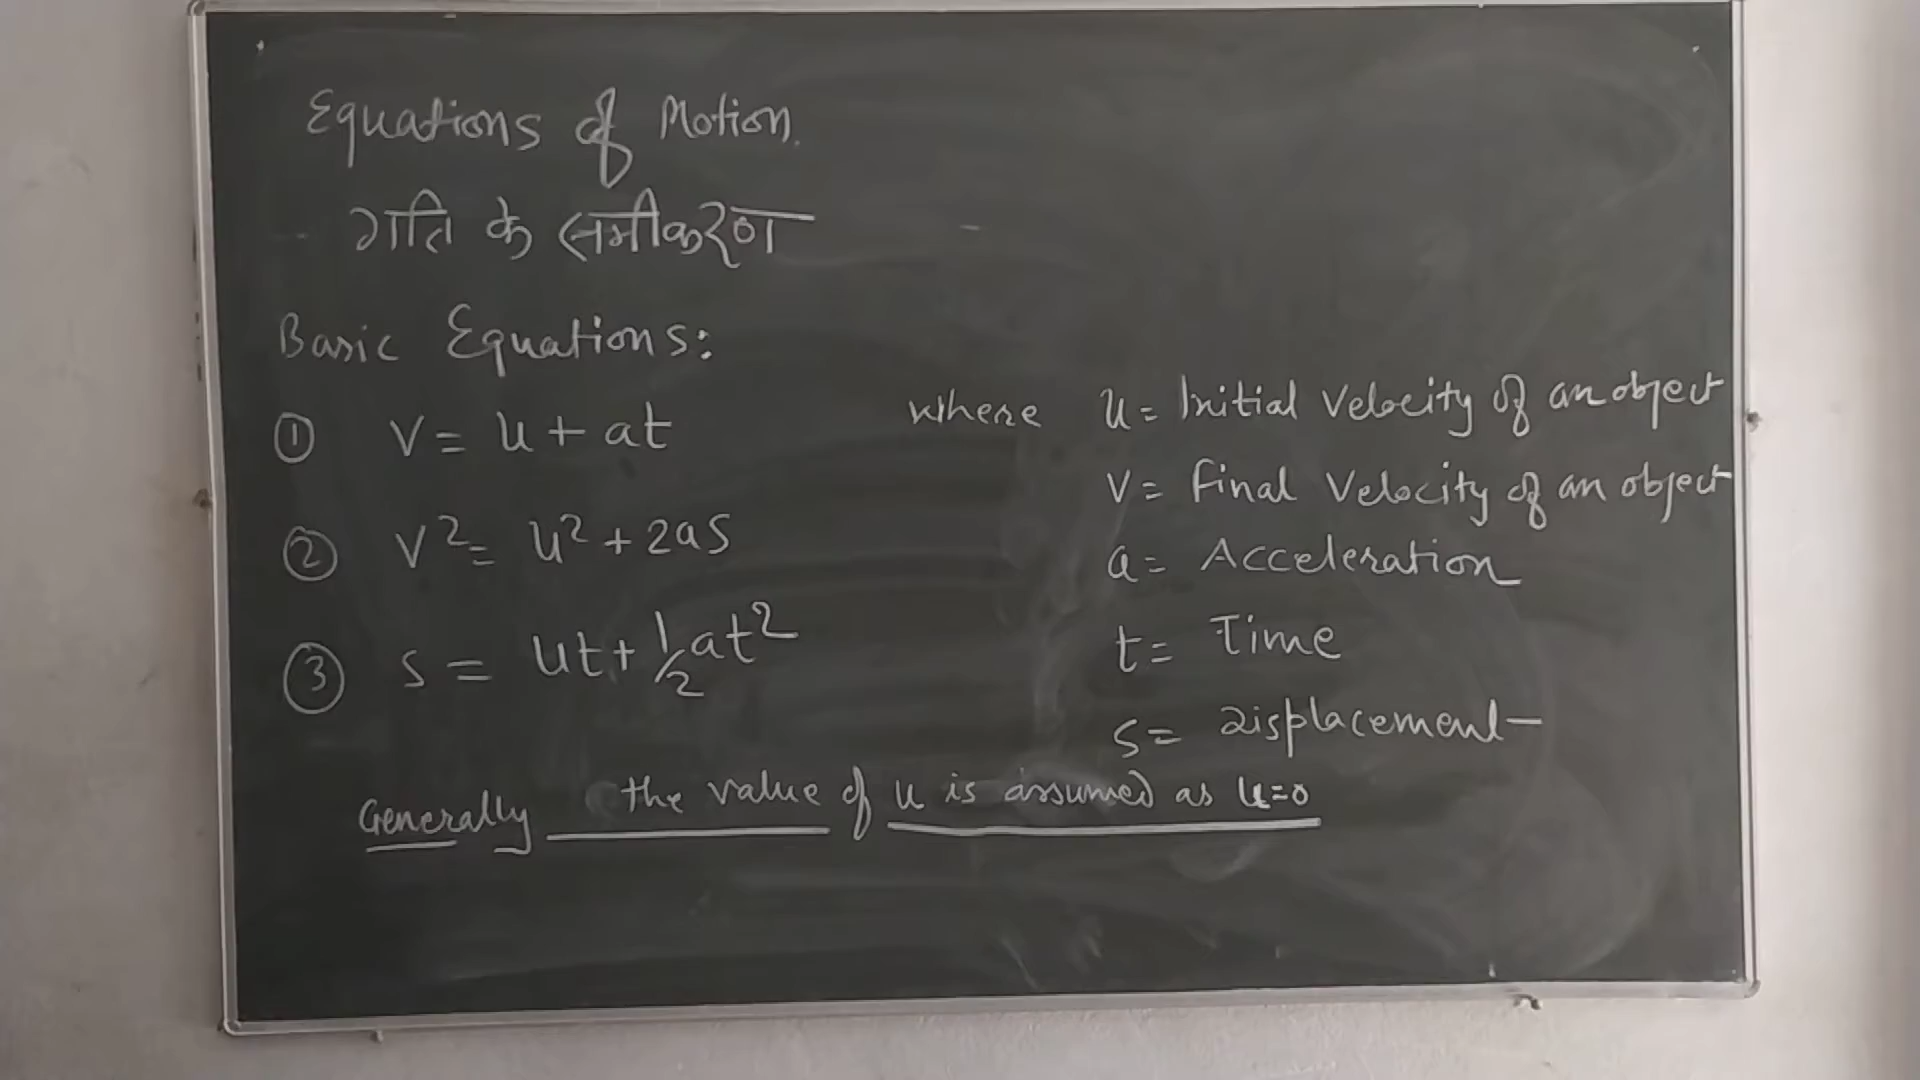 Equations of Motion.
गति के समीकरण
Basic Equations:
① V = u + at
② V² = u² + 2as
③ s = ut + 1/2 at²
where u = Initial Velocity of an object
V = Final Velocity of an object
a = Acceleration
t = Time
s = Displacement
Generally the value of u is assumed as u=0